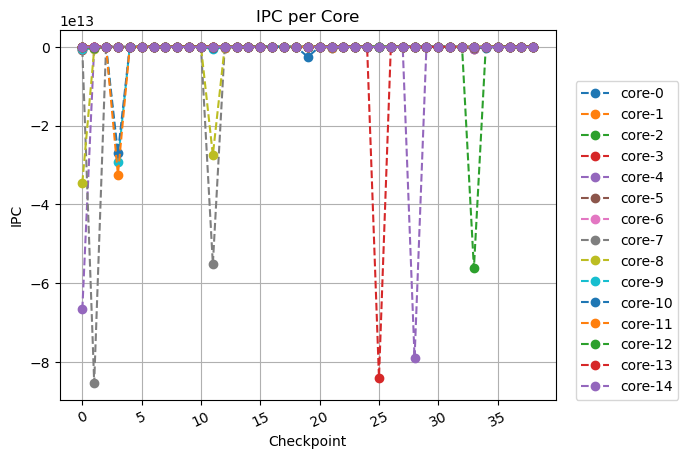 IPC per Core
1e13
0
−2
−4
−6
−8
IPC
0
5
10
15
20
25
30
35
Checkpoint
core-0
core-1
core-2
core-3
core-4
core-5
core-6
core-7
core-8
core-9
core-10
core-11
core-12
core-13
core-14